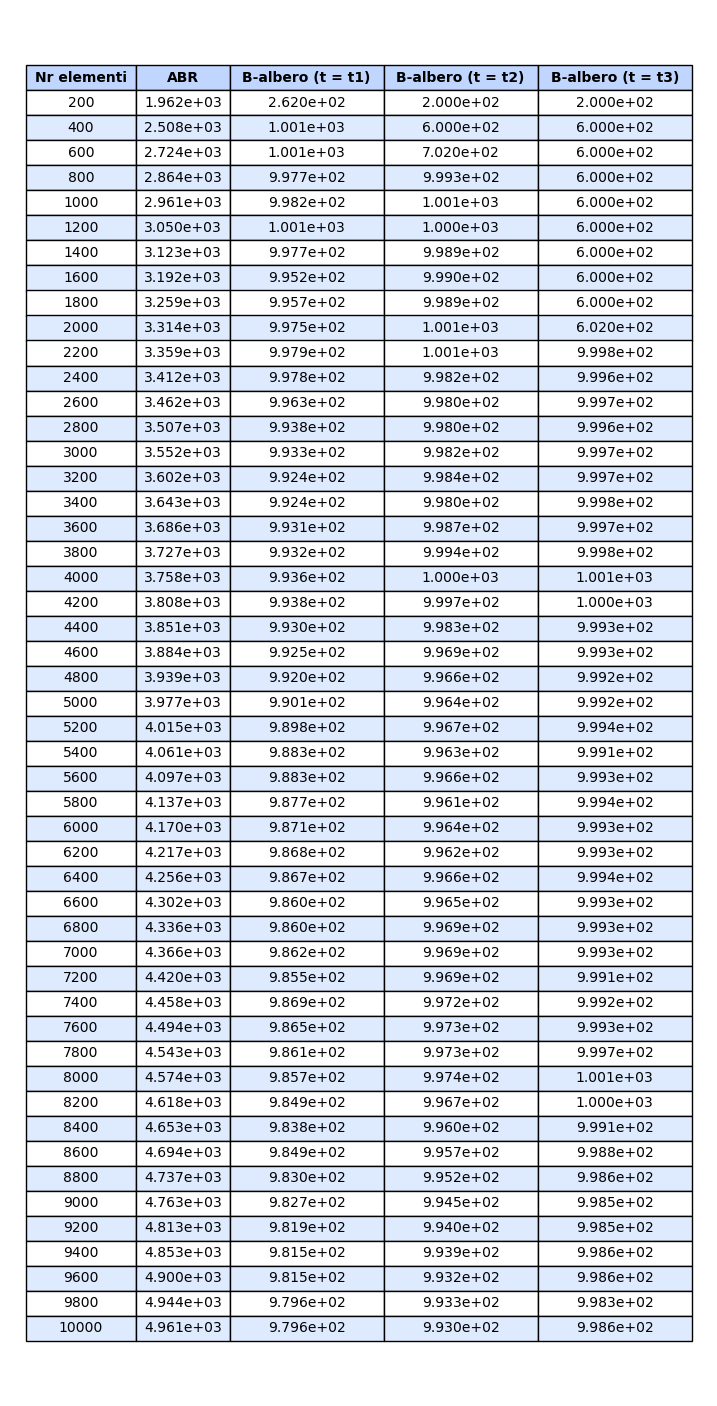 Nr elementi ABR B-albero (t = t1) B-albero (t = t2) B-albero (t = t3)
200 1.962e+03 2.620e+02 2.000e+02 2.000e+02
400 2.508e+03 1.001e+03 6.000e+02 6.000e+02
600 2.724e+03 1.001e+03 7.020e+02 6.000e+02
800 2.864e+03 9.977e+02 9.993e+02 6.000e+02
1000 2.961e+03 9.982e+02 1.001e+03 6.000e+02
1200 3.050e+03 1.001e+03 1.000e+03 6.000e+02
1400 3.123e+03 9.977e+02 9.989e+02 6.000e+02
1600 3.192e+03 9.952e+02 9.990e+02 6.000e+02
1800 3.259e+03 9.957e+02 9.989e+02 6.000e+02
2000 3.314e+03 9.975e+02 1.001e+03 6.020e+02
2200 3.359e+03 9.979e+02 1.001e+03 9.998e+02
2400 3.412e+03 9.978e+02 9.982e+02 9.996e+02
2600 3.462e+03 9.963e+02 9.980e+02 9.997e+02
2800 3.507e+03 9.938e+02 9.980e+02 9.996e+02
3000 3.552e+03 9.933e+02 9.982e+02 9.997e+02
3200 3.602e+03 9.924e+02 9.984e+02 9.997e+02
3400 3.643e+03 9.924e+02 9.980e+02 9.998e+02
3600 3.686e+03 9.931e+02 9.987e+02 9.997e+02
3800 3.727e+03 9.932e+02 9.994e+02 9.998e+02
4000 3.758e+03 9.936e+02 1.000e+03 1.001e+03
4200 3.808e+03 9.938e+02 9.997e+02 1.000e+03
4400 3.851e+03 9.930e+02 9.983e+02 9.993e+02
4600 3.884e+03 9.925e+02 9.969e+02 9.993e+02
4800 3.939e+03 9.920e+02 9.966e+02 9.992e+02
5000 3.977e+03 9.901e+02 9.964e+02 9.992e+02
5200 4.015e+03 9.898e+02 9.967e+02 9.994e+02
5400 4.061e+03 9.883e+02 9.963e+02 9.991e+02
5600 4.097e+03 9.883e+02 9.966e+02 9.993e+02
5800 4.137e+03 9.877e+02 9.961e+02 9.994e+02
6000 4.170e+03 9.871e+02 9.964e+02 9.993e+02
6200 4.217e+03 9.868e+02 9.962e+02 9.993e+02
6400 4.256e+03 9.867e+02 9.966e+02 9.994e+02
6600 4.302e+03 9.860e+02 9.965e+02 9.993e+02
6800 4.336e+03 9.860e+02 9.969e+02 9.993e+02
7000 4.366e+03 9.862e+02 9.969e+02 9.993e+02
7200 4.420e+03 9.855e+02 9.969e+02 9.991e+02
7400 4.458e+03 9.869e+02 9.972e+02 9.992e+02
7600 4.494e+03 9.865e+02 9.973e+02 9.993e+02
7800 4.543e+03 9.861e+02 9.973e+02 9.997e+02
8000 4.574e+03 9.857e+02 9.974e+02 1.001e+03
8200 4.618e+03 9.849e+02 9.967e+02 1.000e+03
8400 4.653e+03 9.838e+02 9.960e+02 9.991e+02
8600 4.694e+03 9.849e+02 9.957e+02 9.988e+02
8800 4.737e+03 9.830e+02 9.952e+02 9.986e+02
9000 4.763e+03 9.827e+02 9.945e+02 9.985e+02
9200 4.813e+03 9.819e+02 9.940e+02 9.985e+02
9400 4.853e+03 9.815e+02 9.939e+02 9.986e+02
9600 4.900e+03 9.815e+02 9.932e+02 9.986e+02
9800 4.944e+03 9.796e+02 9.933e+02 9.983e+02
10000 4.961e+03 9.796e+02 9.930e+02 9.986e+02